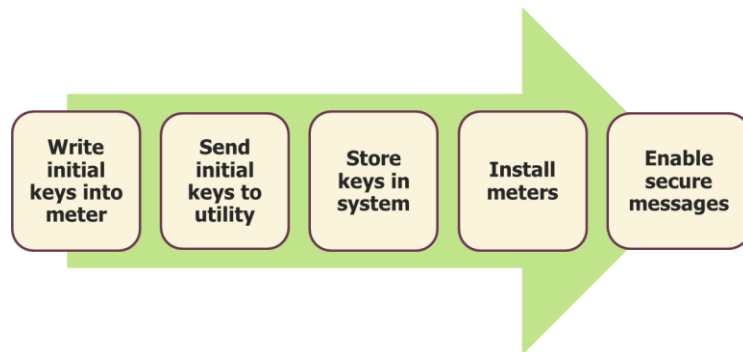 Write
initial
keys into
meter
Send
initial
keys to
utility
Store
keys in
system
Install
meters
Enable
secure
messages